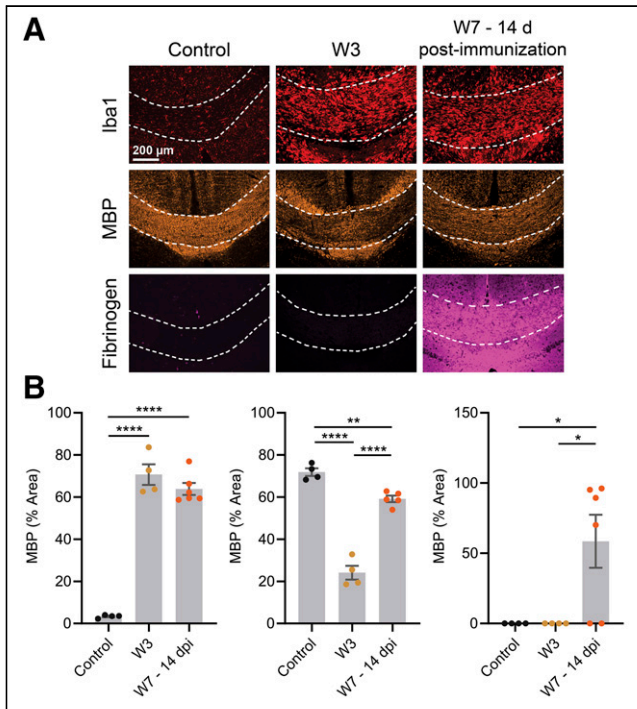 A
Control
W3
W7 - 14 d
post-immunization
Iba1
200 μm
MBP
Fibrinogen
B
MBP (% Area)
100
80
60
40
20
0
****
****
Control
W3
W7 - 14 dpi
MBP (% Area)
100
80
60
40
20
0
**
****
****
Control
W3
W7 - 14 dpi
MBP (% Area)
150
100
50
0
*
*
Control
W3
W7 - 14 dpi